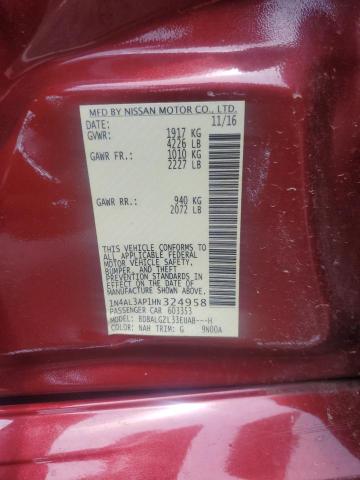 MFD BY NISSAN MOTOR CO., LTD.
DATE: 11/16
GVWR: 1917 KG
4226 LB
GAWR FR.: 1010 KG
2227 LB
GAWR RR.: 940 KG
2072 LB
THIS VEHICLE CONFORMS TO
ALL APPLICABLE FEDERAL
MOTOR VEHICLE SAFETY,
BUMPER, AND THEFT
PREVENTION STANDARDS
IN EFFECT ON THE DATE OF
MANUFACTURE SHOWN ABOVE.
1N4AL3AP1HN324958
PASSENGER CAR 603353
MODEL: BDBALGZL33EUAB---H
COLOR: NAH TRIM: G 9N00A